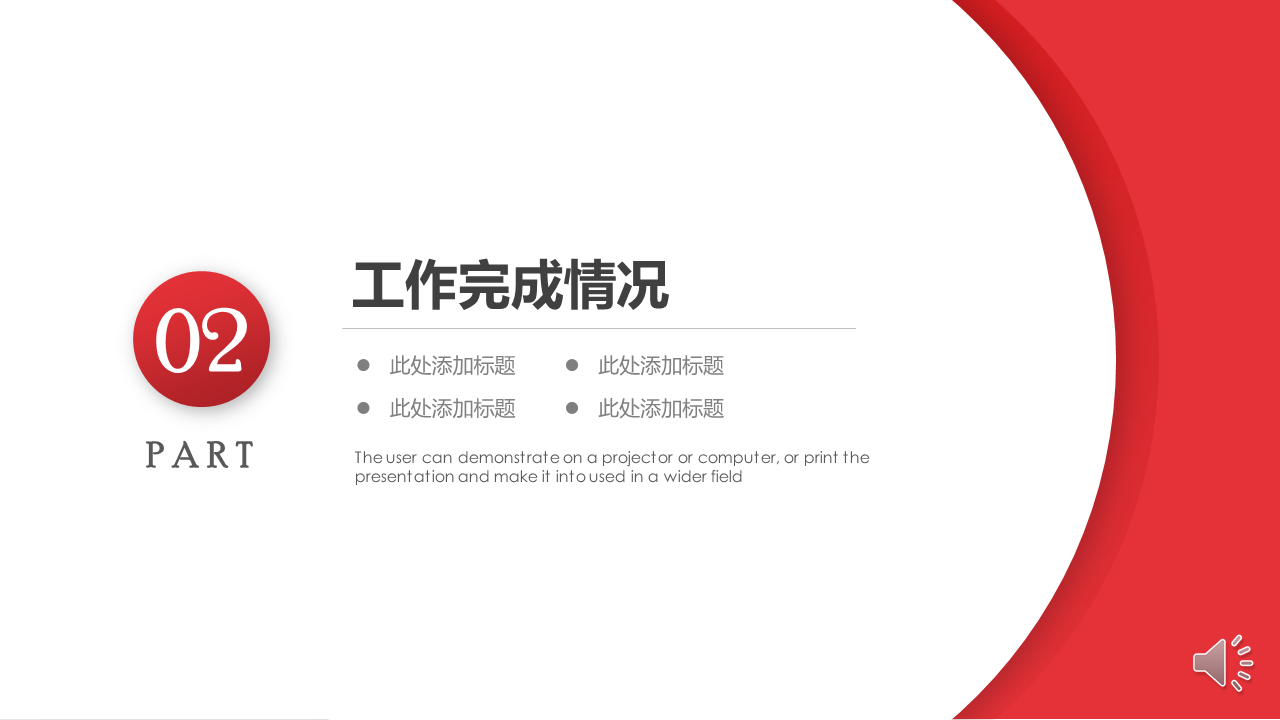 02
PART
工作完成情况
● 此处添加标题 ● 此处添加标题
● 此处添加标题 ● 此处添加标题
The user can demonstrate on a projector or computer, or print the
presentation and make it into used in a wider field